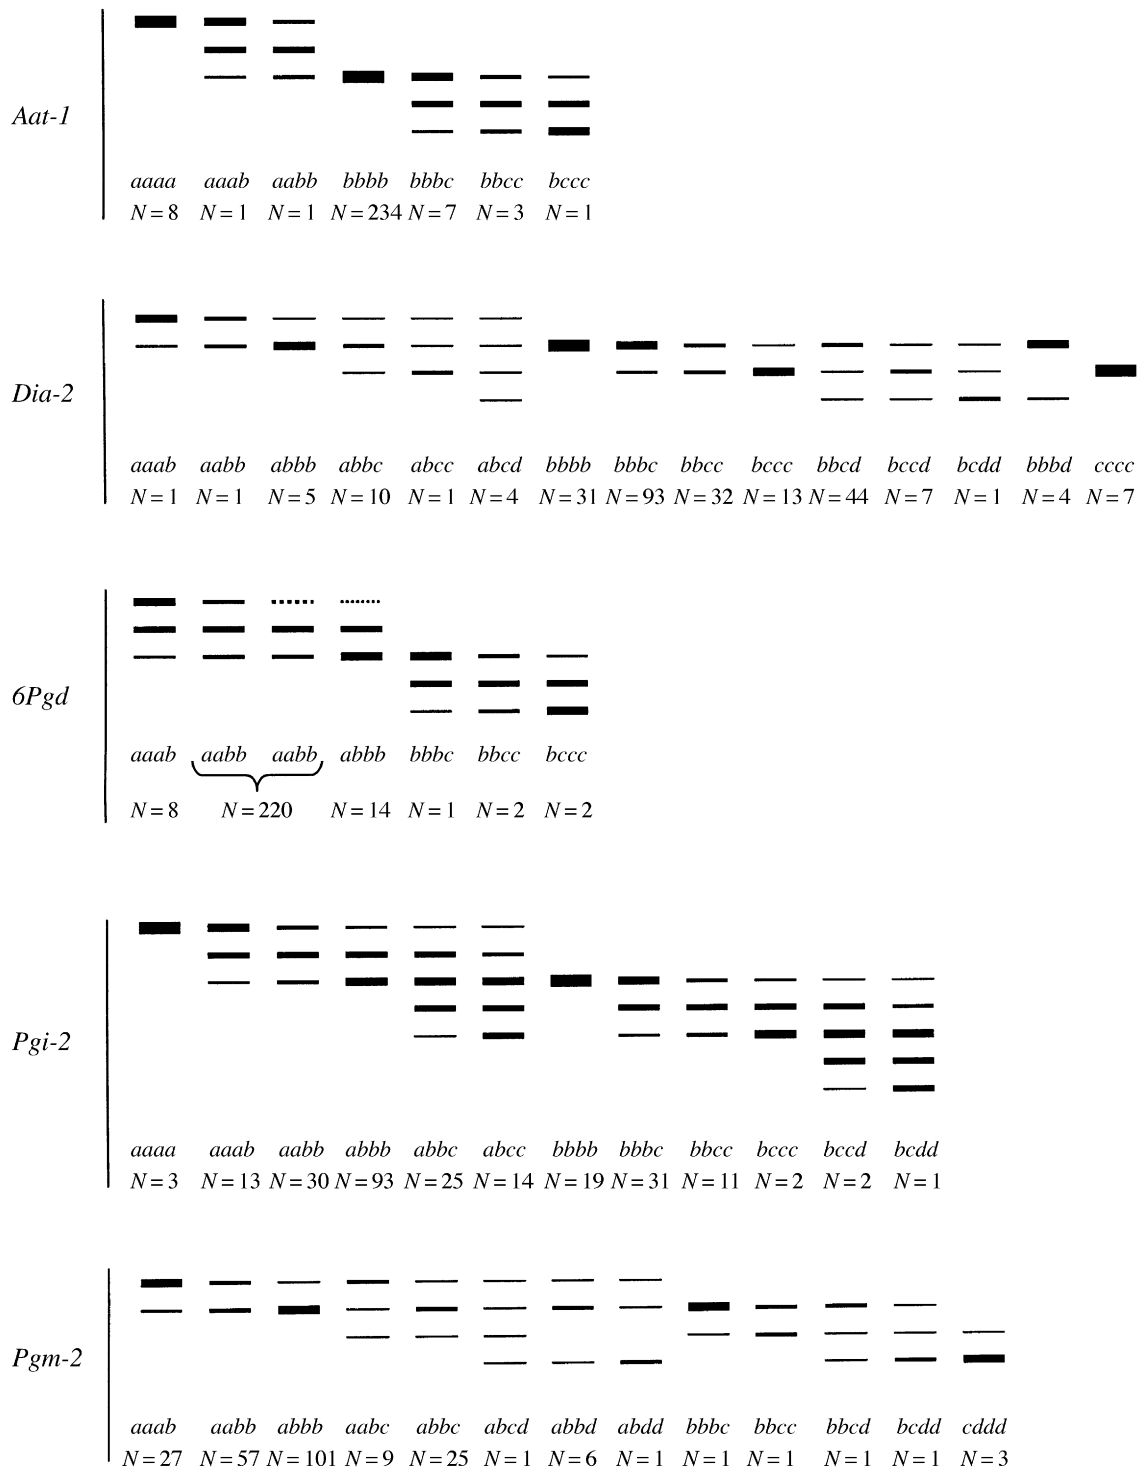 Aat-1
aaaa aaab aabb bbbb bbbc bbcc bccc
N = 8 N = 1 N = 1 N = 234 N = 7 N = 3 N = 1
Dia-2
aaab aabb abbb abbc abcc abcd bbbb bbbc bbcc bccc bbcd bccd bcdd bbbd cccc
N = 1 N = 1 N = 5 N = 10 N = 1 N = 4 N = 31 N = 93 N = 32 N = 13 N = 44 N = 7 N = 1 N = 4 N = 7
6Pgd
aaab aabb aabb abbb bbbc bbcc bccc
N = 8 N = 220 N = 14 N = 1 N = 2 N = 2
Pgi-2
aaaa aaab aabb abbb abbc abcc bbbb bbbc bbcc bccc bccd bcdd
N = 3 N = 13 N = 30 N = 93 N = 25 N = 14 N = 19 N = 31 N = 11 N = 2 N = 2 N = 1
Pgm-2
aaab aabb abbb aabc abbc abcd abbd abdd bbbc bbcc bbcd bcdd cddd
N = 27 N = 57 N = 101 N = 9 N = 25 N = 1 N = 6 N = 1 N = 1 N = 1 N = 1 N = 1 N = 3